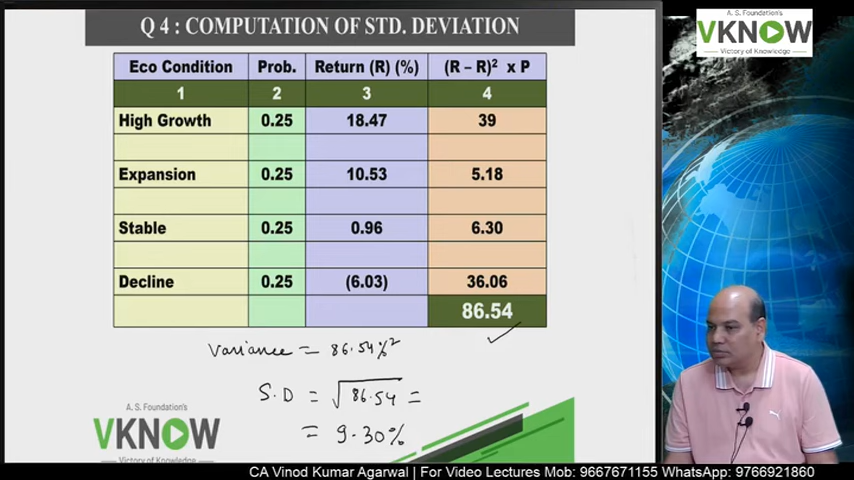 Q 4 : COMPUTATION OF STD. DEVIATION
A. S. Foundation's
VKNOW
Victory of Knowledge
Eco Condition Prob. Return (R) (%) (R – R)² x P
1 2 3 4
High Growth 0.25 18.47 39
Expansion 0.25 10.53 5.18
Stable 0.25 0.96 6.30
Decline 0.25 (6.03) 36.06
86.54
Variance = 86.54%²
S.D = √86.54 =
= 9.30%
A. S. Foundation's
VKNOW
Victory of Knowledge
CA Vinod Kumar Agarwal | For Video Lectures Mob: 9667671155 WhatsApp: 9766921860